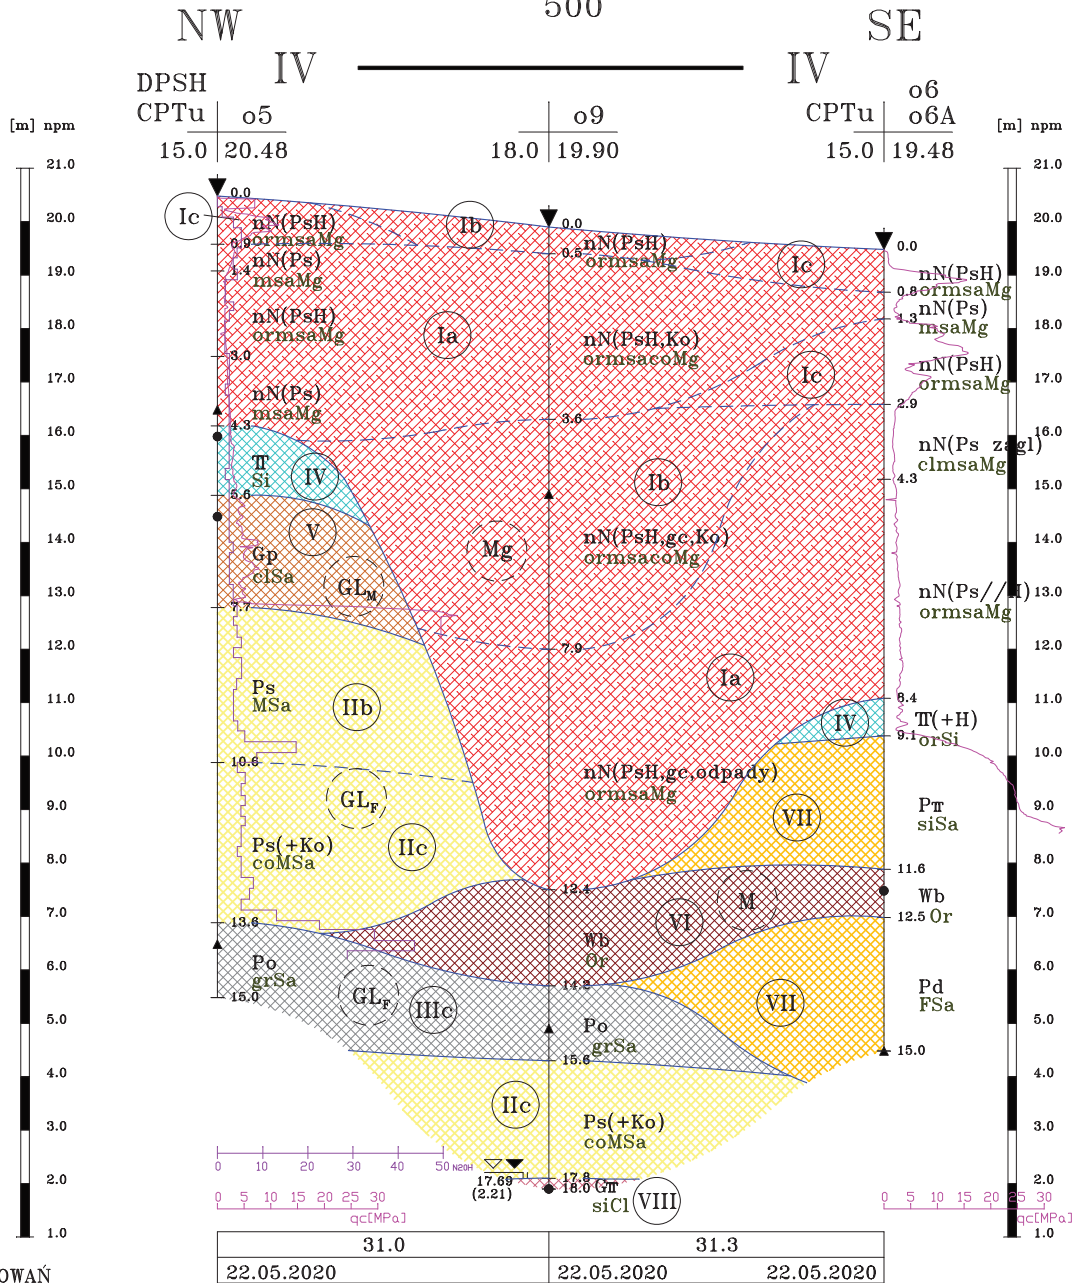 500
NW SE
IV IV
DPSH
CPTu o5 o9 CPTu o6
o6A
[m] npm [m] npm
15.0 20.48 18.0 19.90 15.0 19.48
21.0 21.0
20.0 20.0
19.0 19.0
18.0 18.0
17.0 17.0
16.0 16.0
15.0 15.0
14.0 14.0
13.0 13.0
12.0 12.0
11.0 11.0
10.0 10.0
9.0 9.0
8.0 8.0
7.0 7.0
6.0 6.0
5.0 5.0
4.0 4.0
3.0 3.0
2.0 2.0
1.0 1.0
0.0
Ic
nN(PsH)
ormsaMg
0.9
nN(Ps)
1.4
msaMg
nN(PsH)
ormsaMg
3.0
nN(Ps)
msaMg
4.3
π
Si
IV
5.6
V
Gp
clSa
GLM
7.7
Ps
MSa
IIb
10.6
GLF
Ps(+Ko)
coMSa
IIc
13.6
Po
grSa
GLF
IIIc
15.0
Ib
Ia
Mg
0.0
nN(PsH)
0.5
ormsaMg
nN(PsH,Ko)
ormsacoMg
3.6
Ib
nN(PsH,gc,Ko)
ormsacoMg
7.9
Ia
nN(PsH,gc,odpady)
ormsaMg
12.4
VI
M
Wb
Or
14.2
Po
grSa
15.6
IIc
Ps(+Ko)
coMSa
17.8
18.0 Gπ
siCl
VIII
17.69
(2.21)
0.0
Ic
nN(PsH)
0.8 ormsaMg
nN(Ps)
1.3
msaMg
Ic
nN(PsH)
ormsaMg
2.9
nN(Ps zagl)
clmsaMg
4.3
nN(Ps//H)
ormsaMg
8.4
IV
π(+H)
9.1 orSi
VII
Pπ
siSa
11.6
Wb
12.5 Or
VII
Pd
FSa
15.0
0 10 20 30 40 50 N20H
0 5 10 15 20 25 30
qc[MPa]
0 5 10 15 20 25 30
qc[MPa]
31.0 31.3
22.05.2020 22.05.2020 22.05.2020
OWAŃ